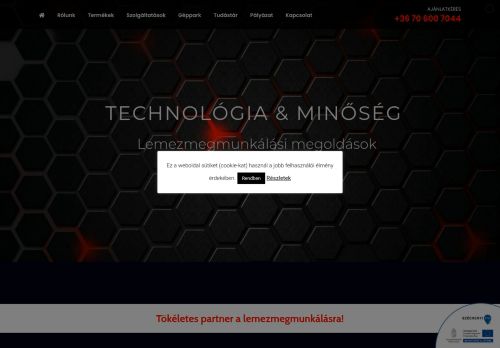 Rólunk Termékek Szolgáltatások Géppark Tudástár Pályázat Kapcsolat
AJÁNLATKÉRÉS
+36 70 600 7044
TECHNOLÓGIA & MINŐSÉG
Lemezmegmunkálási megoldások
Ez a weboldal sütiket (cookie-kat) használ a jobb felhasználói élmény
érdekében. Rendben Részletek
Tökéletes partner a lemezmegmunkálásra!
SZÉCHENYI